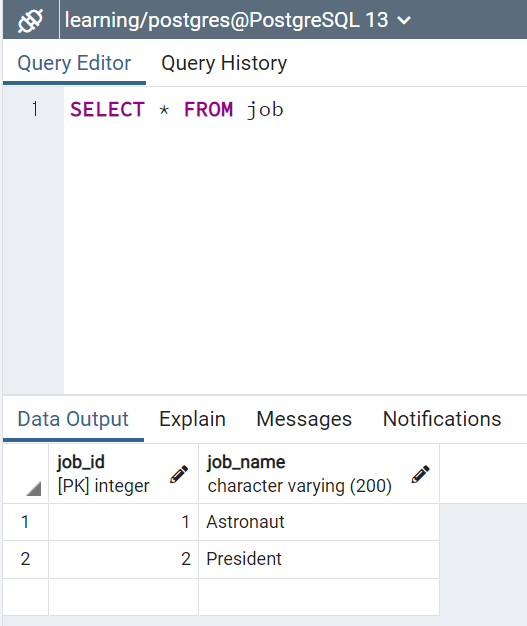 learning/postgres@PostgreSQL 13
Query Editor Query History
1 SELECT * FROM job
Data Output Explain Messages Notifications
job_id job_name
[PK] integer character varying (200)
1 1 Astronaut
2 2 President